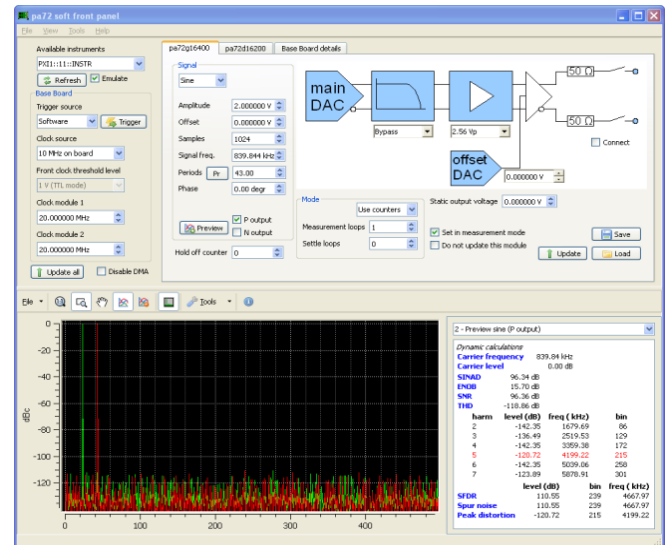 pa72 soft front panel
File View Tools Help
Available instruments
PXI1::11::INSTR
Refresh Emulate
Base Board
Trigger source
Software Trigger
Clock source
10 MHz on board
Front clock threshold level
1 V (TTL mode)
Clock module 1
20.000000 MHz
Clock module 2
20.000000 MHz
Update all Disable DMA
pa72g16400 pa72d16200 Base Board details
Signal
Sine
Amplitude 2.000000 V
Offset 0.000000 V
Samples 1024
Signal freq. 839.844 kHz
Periods Pr 43.00
Phase 0.00 degr
Preview P output
N output
Hold off counter 0
main
DAC
Bypass
2.56 Vp
50 Ω
50 Ω
Connect
offset
DAC
0.000000 V
Mode
Use counters
Measurement loops 1
Settle loops 0
Static output voltage 0.000000 V
Set in measurement mode
Do not update this module
Save
Update Load
File Tools
dBc
0
-20
-40
-60
-80
-100
-120
0 100 200 300 400
2 - Preview sine (P output)
Dynamic calculations
Carrier frequency 839.84 kHz
Carrier level 0.00 dB
SINAD 96.34 dB
ENOB 15.70 dB
SNR 96.36 dB
THD -118.86 dB
harm level (dB) freq ( kHz) bin
2 -142.35 1679.69 86
3 -136.49 2519.53 129
4 -142.35 3359.38 172
5 -120.72 4199.22 215
6 -142.35 5039.06 258
7 -123.89 5878.91 301
level (dB) bin freq ( kHz)
SFDR 110.55 239 4667.97
Spur noise 110.55 239 4667.97
Peak distortion -120.72 215 4199.22